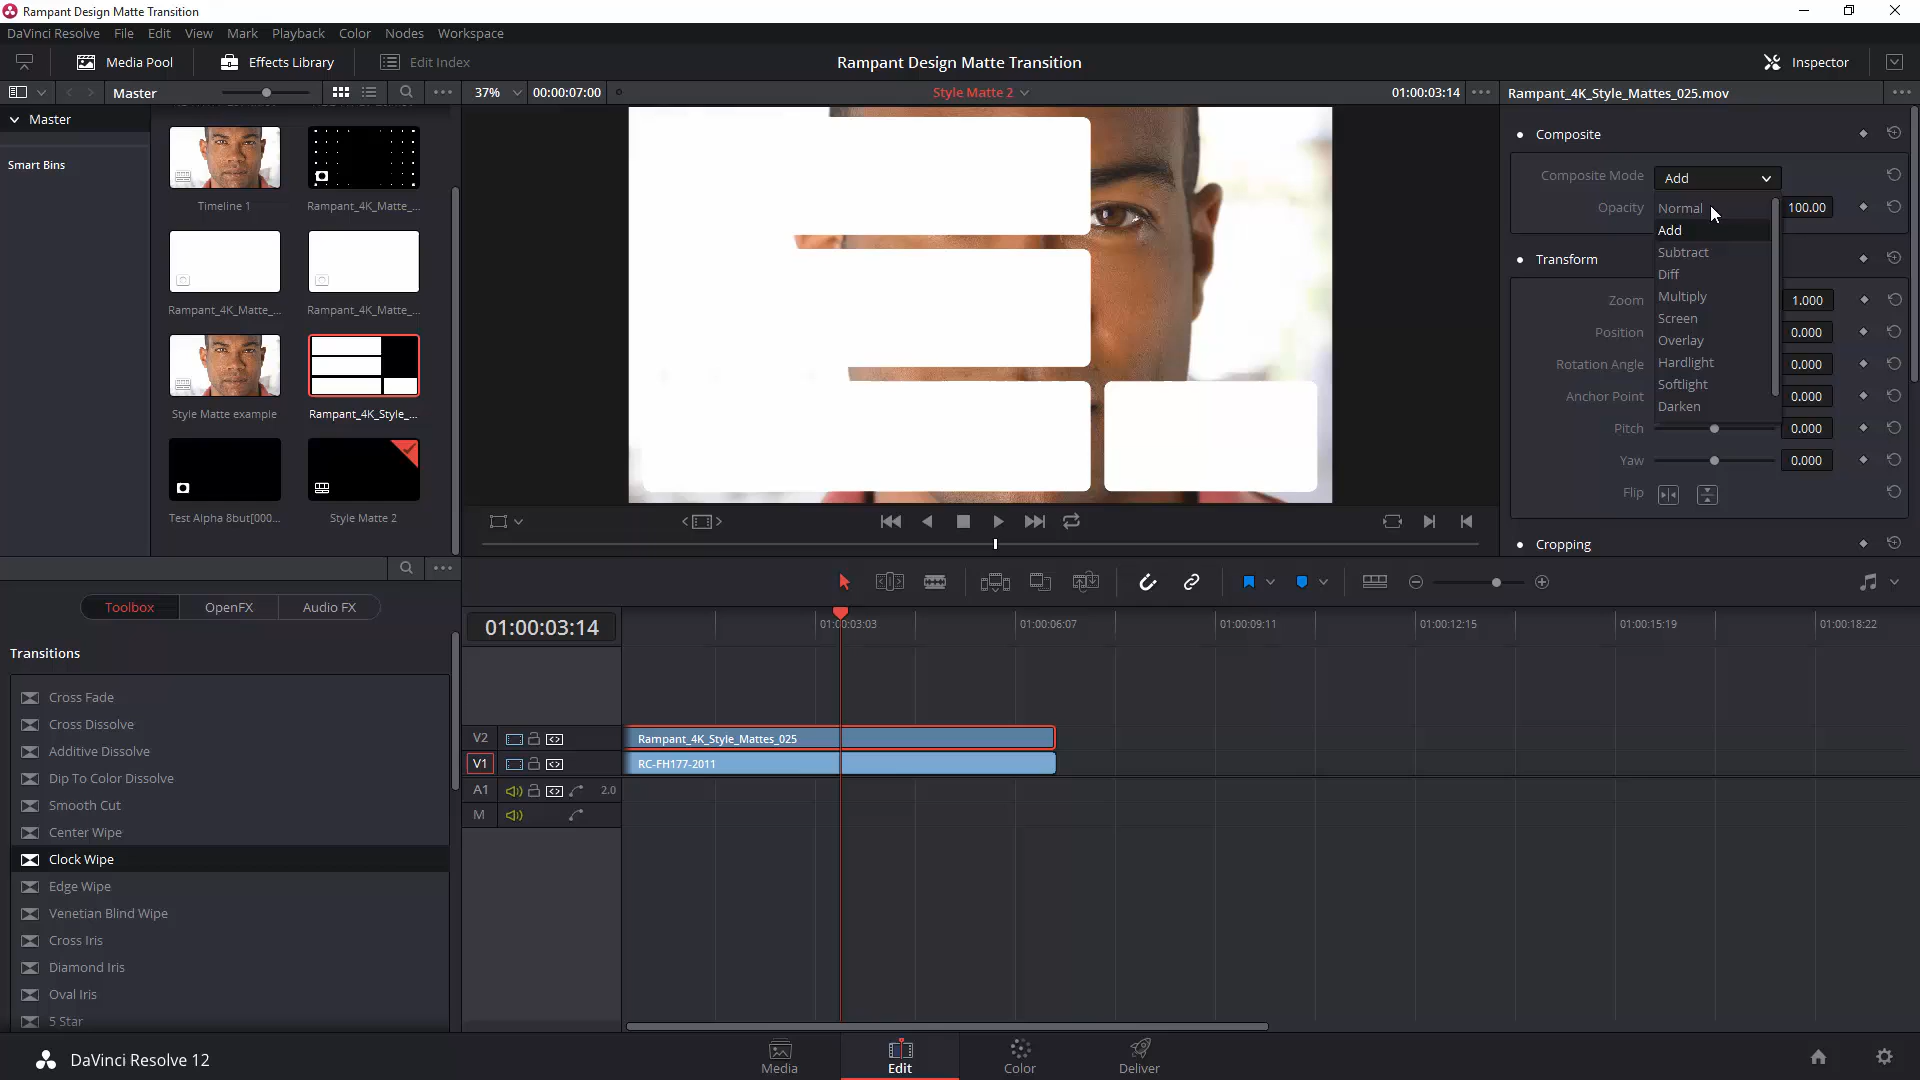 Rampant Design Matte Transition
DaVinci Resolve File Edit View Mark Playback Color Nodes Workspace
Media Pool Effects Library Edit Index Rampant Design Matte Transition Inspector
Master 37% 00:00:07:00 Style Matte 2 01:00:03:14 Rampant_4K_Style_Mattes_025.mov
Master
Smart Bins
Timeline 1 Rampant_4K_Matte_...
Rampant_4K_Matte_... Rampant_4K_Matte_...
Style Matte example Rampant_4K_Style_...
Test Alpha 8but[000... Style Matte 2
Composite
Composite Mode Add
Opacity 100.00
Normal
Add
Subtract
Diff
Multiply
Screen
Overlay
Hardlight
Softlight
Darken
Transform
Zoom 1.000
Position 0.000
Rotation Angle 0.000
Anchor Point 0.000
Pitch 0.000
Yaw 0.000
Flip
Cropping
Toolbox OpenFX Audio FX
Transitions
Cross Fade
Cross Dissolve
Additive Dissolve
Dip To Color Dissolve
Smooth Cut
Center Wipe
Clock Wipe
Edge Wipe
Venetian Blind Wipe
Cross Iris
Diamond Iris
Oval Iris
5 Star
01:00:03:14 01:00:03:03 01:00:06:07 01:00:09:11 01:00:12:15 01:00:15:19 01:00:18:22
V2 Rampant_4K_Style_Mattes_025
V1 RC-FH177-2011
A1 2.0
M
DaVinci Resolve 12 Media Edit Color Deliver